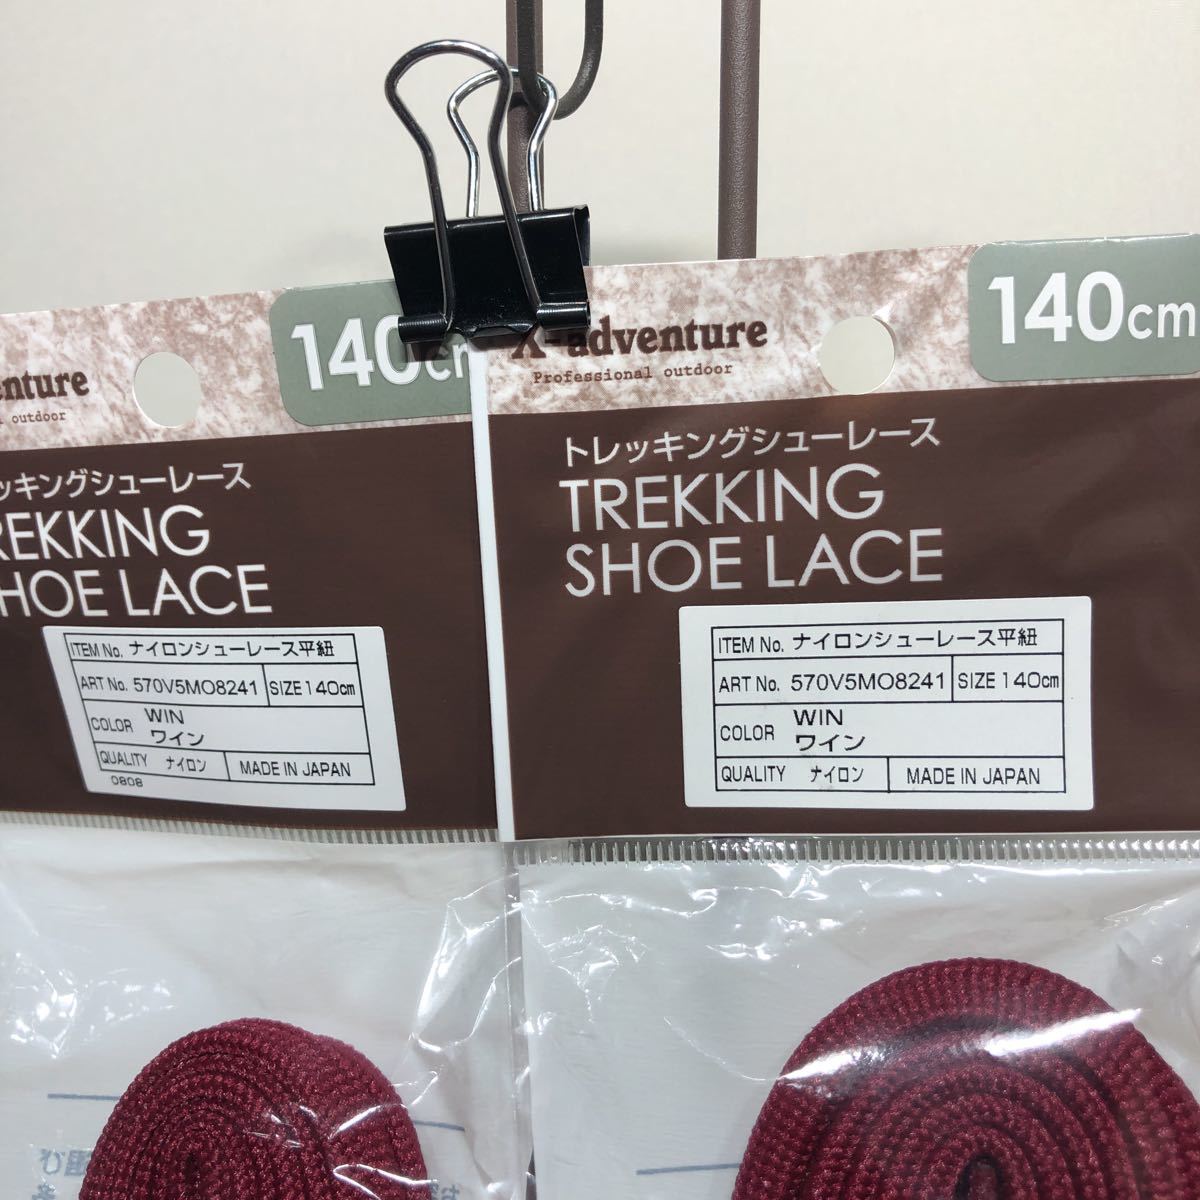 140cm
enture
outdoor
ッキングシューレース
REKKING
HOE LACE
ITEM No. ナイロンシューレース平紐
ART No. 570V5MO8241 SIZE 140cm
COLOR WIN
ワイン
QUALITY ナイロン MADE IN JAPAN
0808
X-adventure
Professional outdoor
140cm
トレッキングシューレース
TREKKING
SHOE LACE
ITEM No. ナイロンシューレース平紐
ART No. 570V5MO8241 SIZE 140cm
COLOR WIN
ワイン
QUALITY ナイロン MADE IN JAPAN